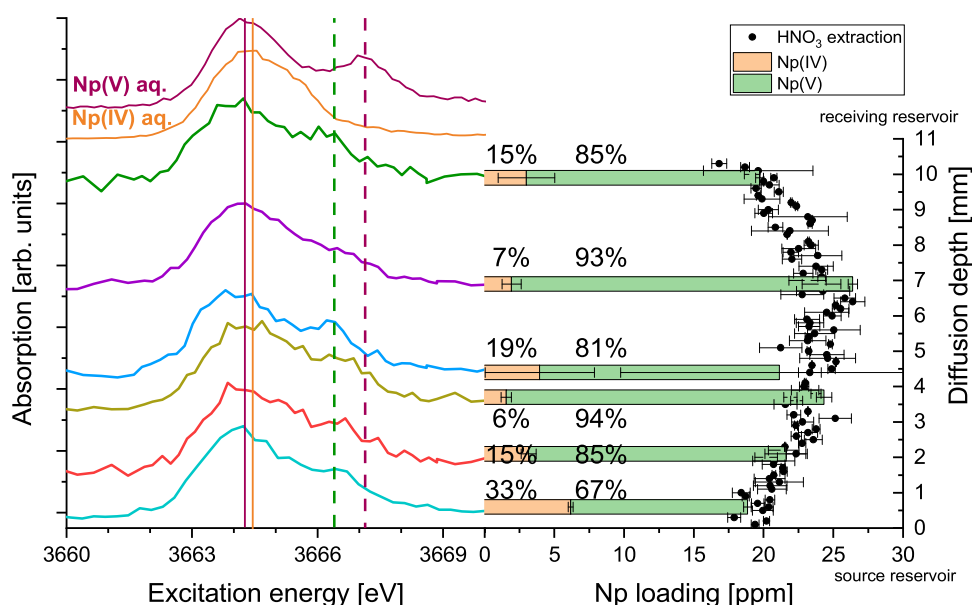 HNO3 extraction
Np(IV)
Np(V)
Np(V) aq.
Np(IV) aq.
receiving reservoir
15% 85%
7% 93%
19% 81%
6% 94%
15% 85%
33% 67%
11
10
9
8
7
6
5
4
3
2
1
0
Absorption [arb. units]
Diffusion depth [mm]
3660 3663 3666 3669
0 5 10 15 20 25 30
source reservoir
Excitation energy [eV]
Np loading [ppm]